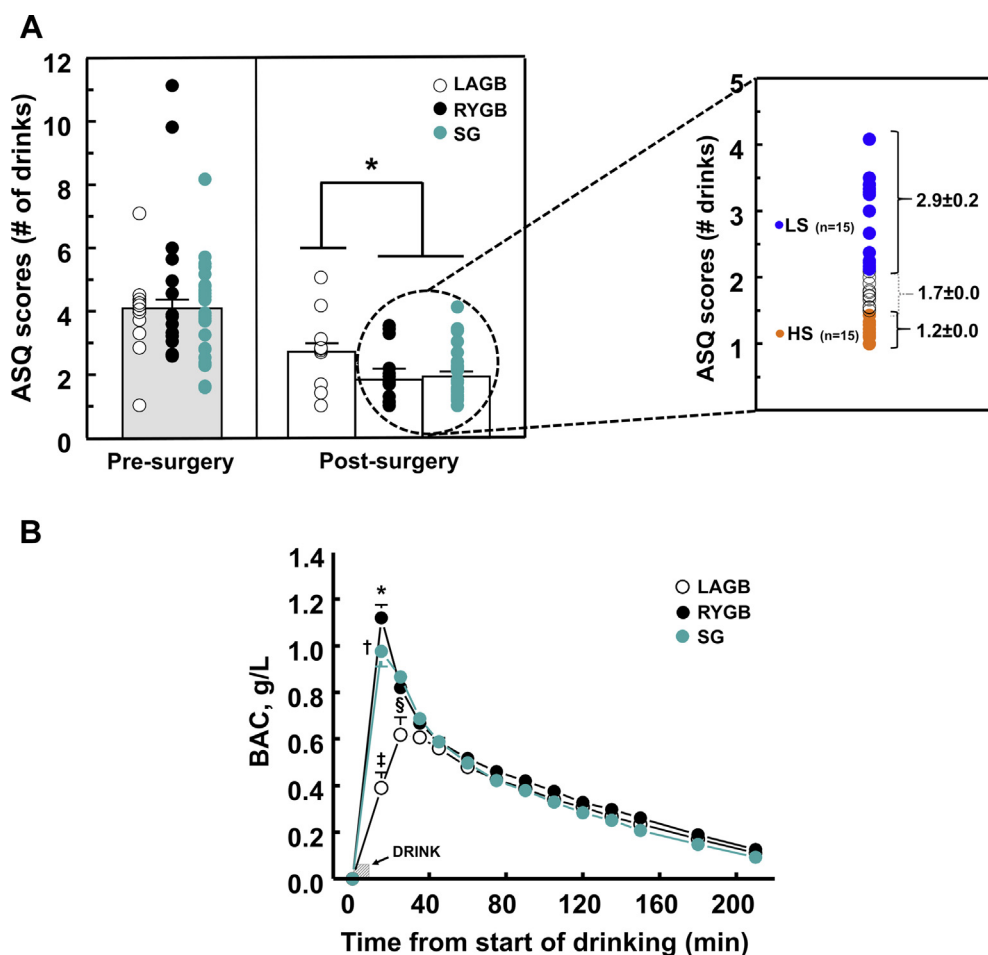 A
ASQ scores (# of drinks)
12
10
8
6
4
2
0
LAGB
RYGB
SG
*
Pre-surgery
Post-surgery
ASQ scores (# drinks)
5
4
3
2
1
LS (n=15)
HS (n=15)
2.9±0.2
1.7±0.0
1.2±0.0
B
BAC, g/L
1.4
1.2
1.0
0.8
0.6
0.4
0.2
0.0
*
†
§
‡
LAGB
RYGB
SG
DRINK
0 40 80 120 160 200
Time from start of drinking (min)